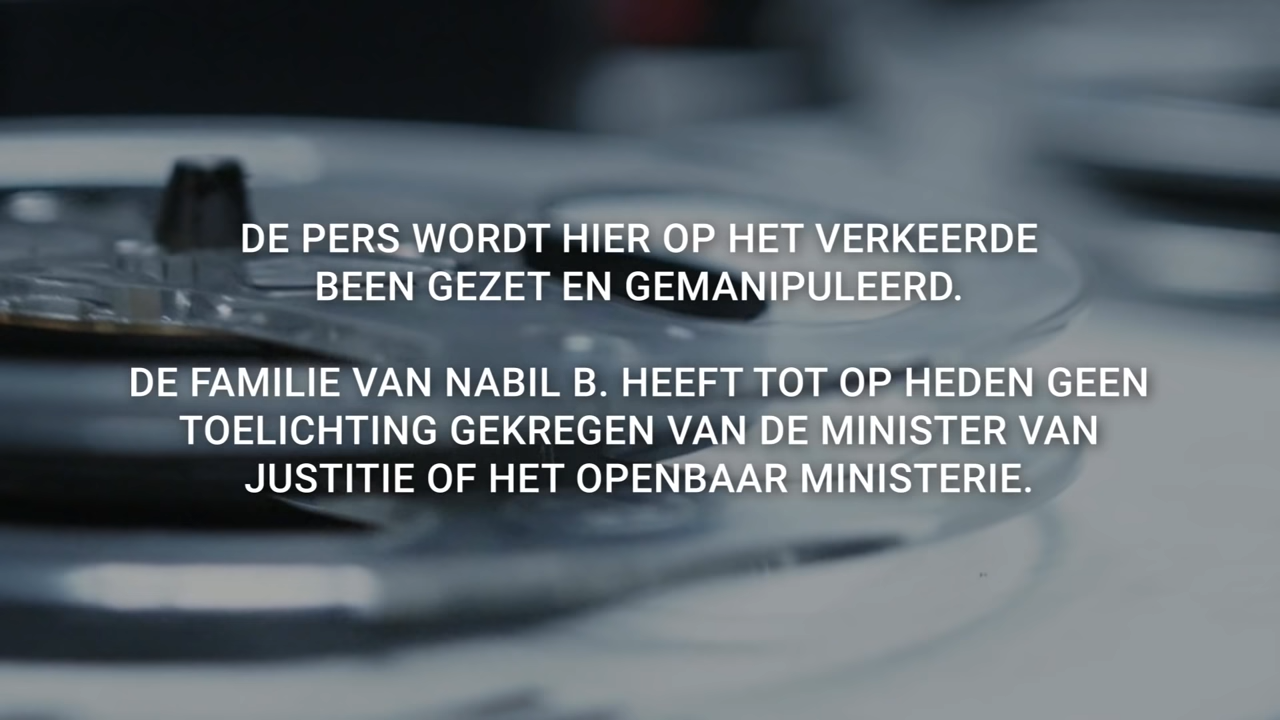 DE PERS WORDT HIER OP HET VERKEERDE
BEEN GEZET EN GEMANIPULEERD.
DE FAMILIE VAN NABIL B. HEEFT TOT OP HEDEN GEEN
TOELICHTING GEKREGEN VAN DE MINISTER VAN
JUSTITIE OF HET OPENBAAR MINISTERIE.